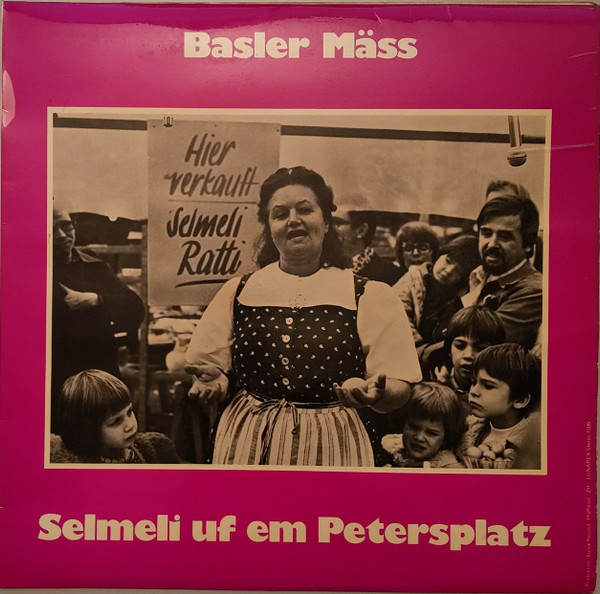 Basler Mäss
Hier
verkauft
Selmeli
Ratti
Selmeli uf em Petersplatz